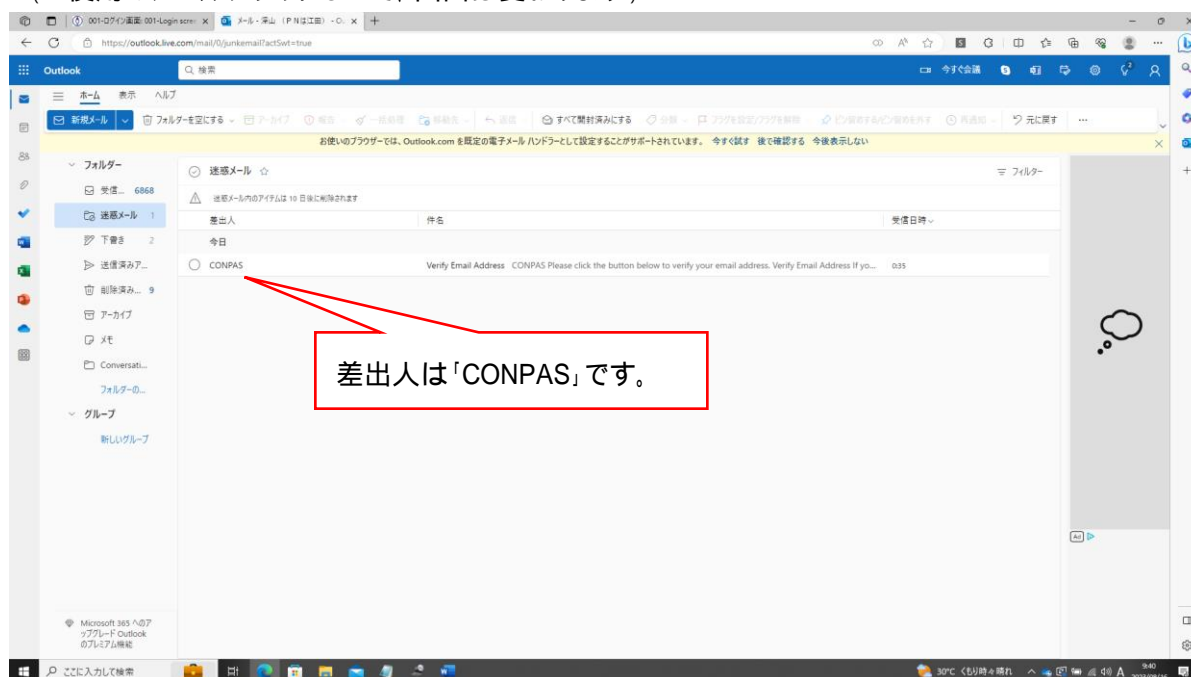 001-ログイン画面 001-Login scree
メール - 深山 (PNは江田) - O
https://outlook.live.com/mail/0/junkemail?actSwt=true
Outlook
検索
今すぐ会議
ホーム 表示 ヘルプ
新規メール フォルダーを空にする アーカイブ 報告 一括処理 移動先 返信 すべて開封済みにする 分類 フラグを設定/フラグを解除 再通知 元に戻す …
お使いのブラウザーでは、Outlook.com を既定の電子メール ハンドラーとして設定することがサポートされています。 今すぐ試す 後で確認する 今後表示しない
フォルダー
受信... 6868
迷惑メール 1
下書き 2
送信済みア...
削除済み... 9
アーカイブ
メモ
Conversati...
フォルダーの...
グループ
新しいグループ
迷惑メール
フィルター
迷惑メール内のアイテムは 10 日後に削除されます
差出人 件名 受信日時
今日
CONPAS Verify Email Address CONPAS Please click the button below to verify your email address. Verify Email Address If yo... 0:35
差出人は「CONPAS」です。
Ad
Microsoft 365 へのア
ップグレード Outlook
のプレミアム機能
ここに入力して検索
30°C くもり時々晴れ
A
9:40